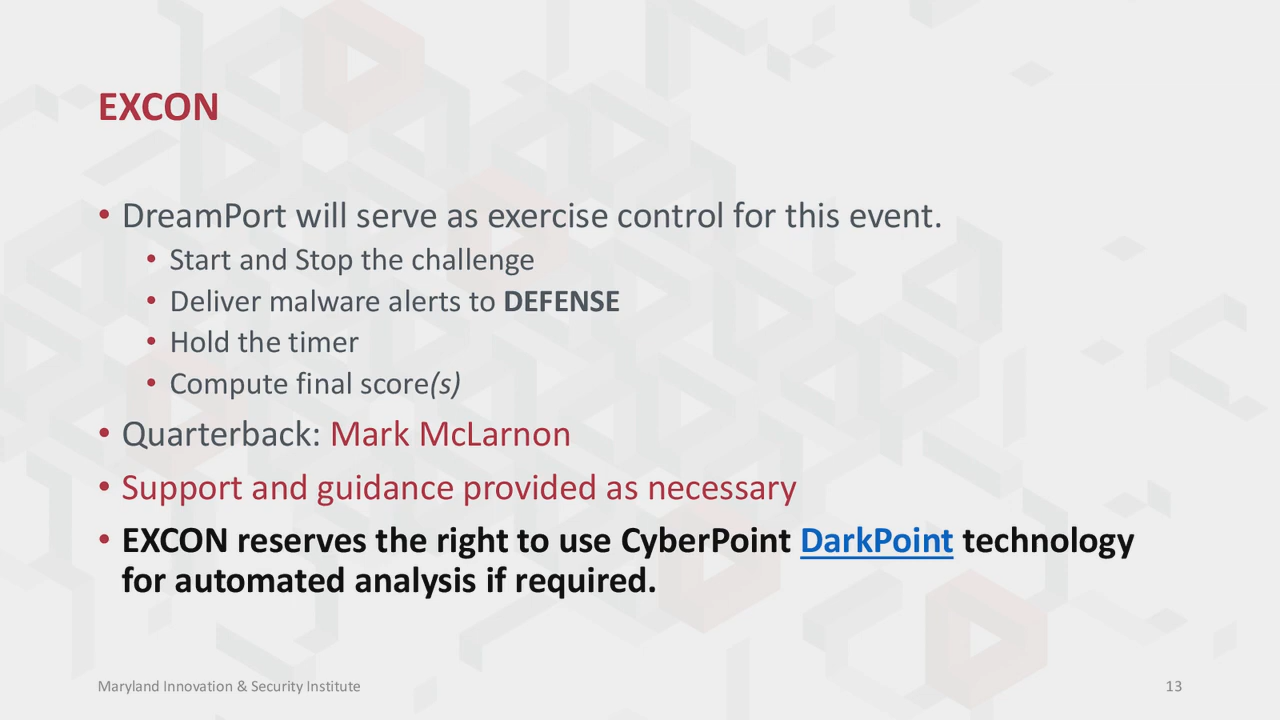 EXCON
• DreamPort will serve as exercise control for this event.
• Start and Stop the challenge
• Deliver malware alerts to DEFENSE
• Hold the timer
• Compute final score(s)
• Quarterback: Mark McLarnon
• Support and guidance provided as necessary
• EXCON reserves the right to use CyberPoint DarkPoint technology
for automated analysis if required.
Maryland Innovation & Security Institute
13